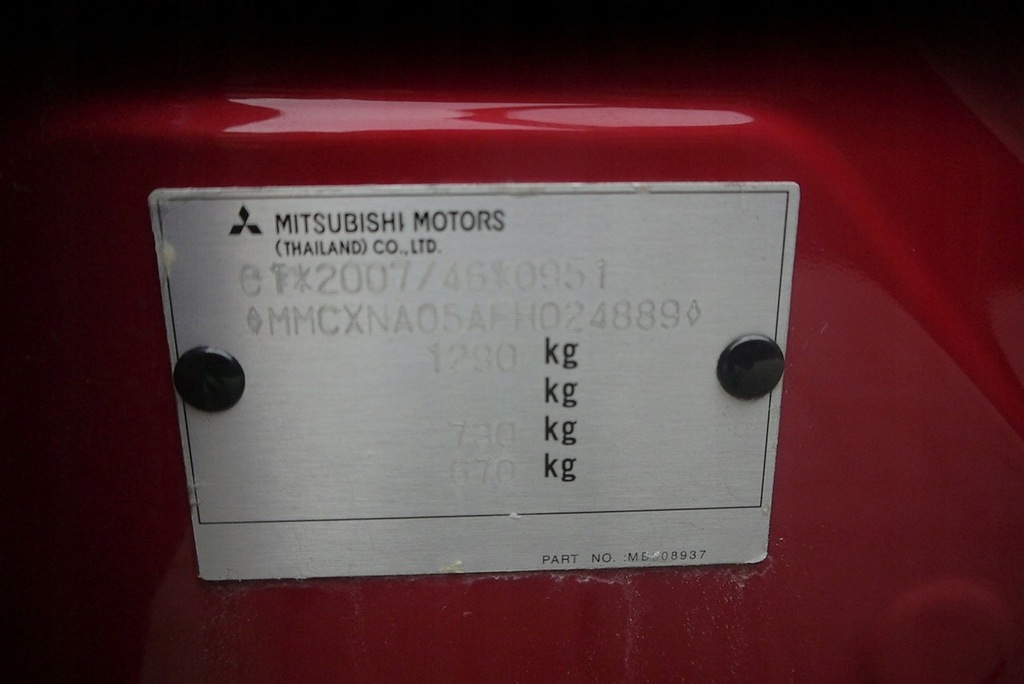 MITSUBISHI MOTORS
(THAILAND) CO., LTD.
e1*2007/46*0951
◊MMCXNA05AFH024889◊
1290 kg
kg
730 kg
670 kg
PART NO.